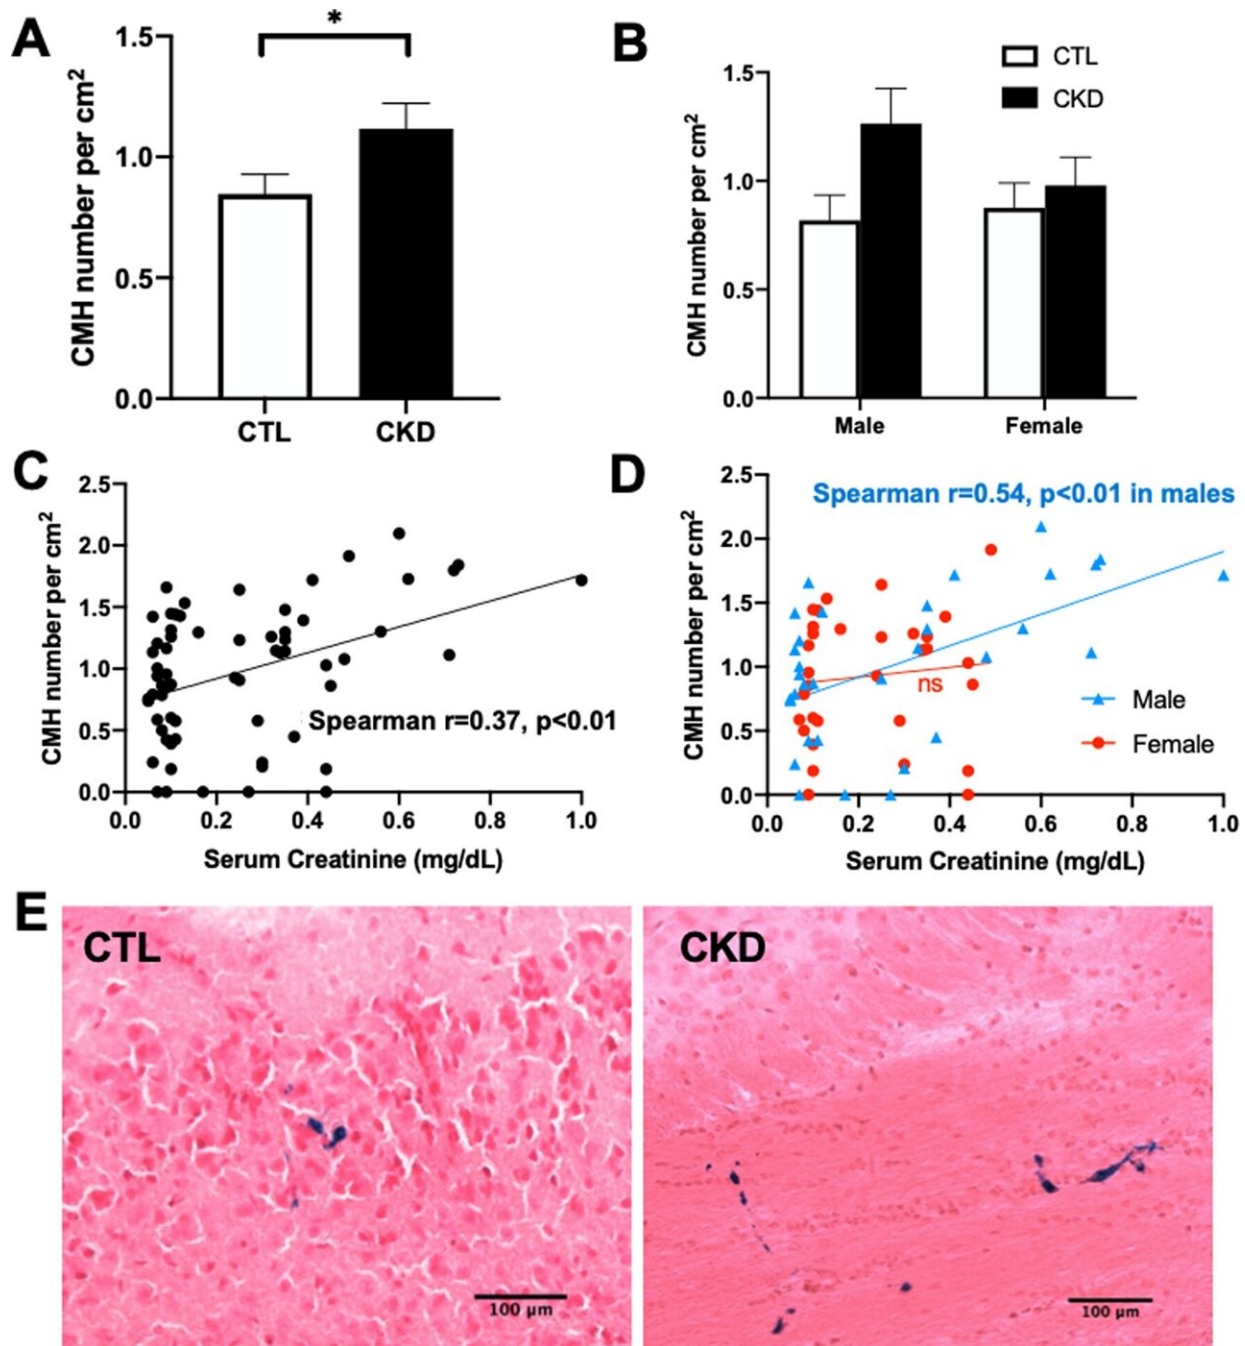 A
*
CMH number per cm2
1.5
1.0
0.5
0.0
CTL
CKD
B
CTL
CKD
CMH number per cm2
1.5
1.0
0.5
0.0
Male
Female
C
CMH number per cm2
2.5
2.0
1.5
1.0
0.5
0.0
Spearman r=0.37, p<0.01
0.0 0.2 0.4 0.6 0.8 1.0
Serum Creatinine (mg/dL)
D
CMH number per cm2
2.5
2.0
1.5
1.0
0.5
0.0
Spearman r=0.54, p<0.01 in males
ns
Male
Female
0.0 0.2 0.4 0.6 0.8 1.0
Serum Creatinine (mg/dL)
E
CTL
100 µm
CKD
100 µm